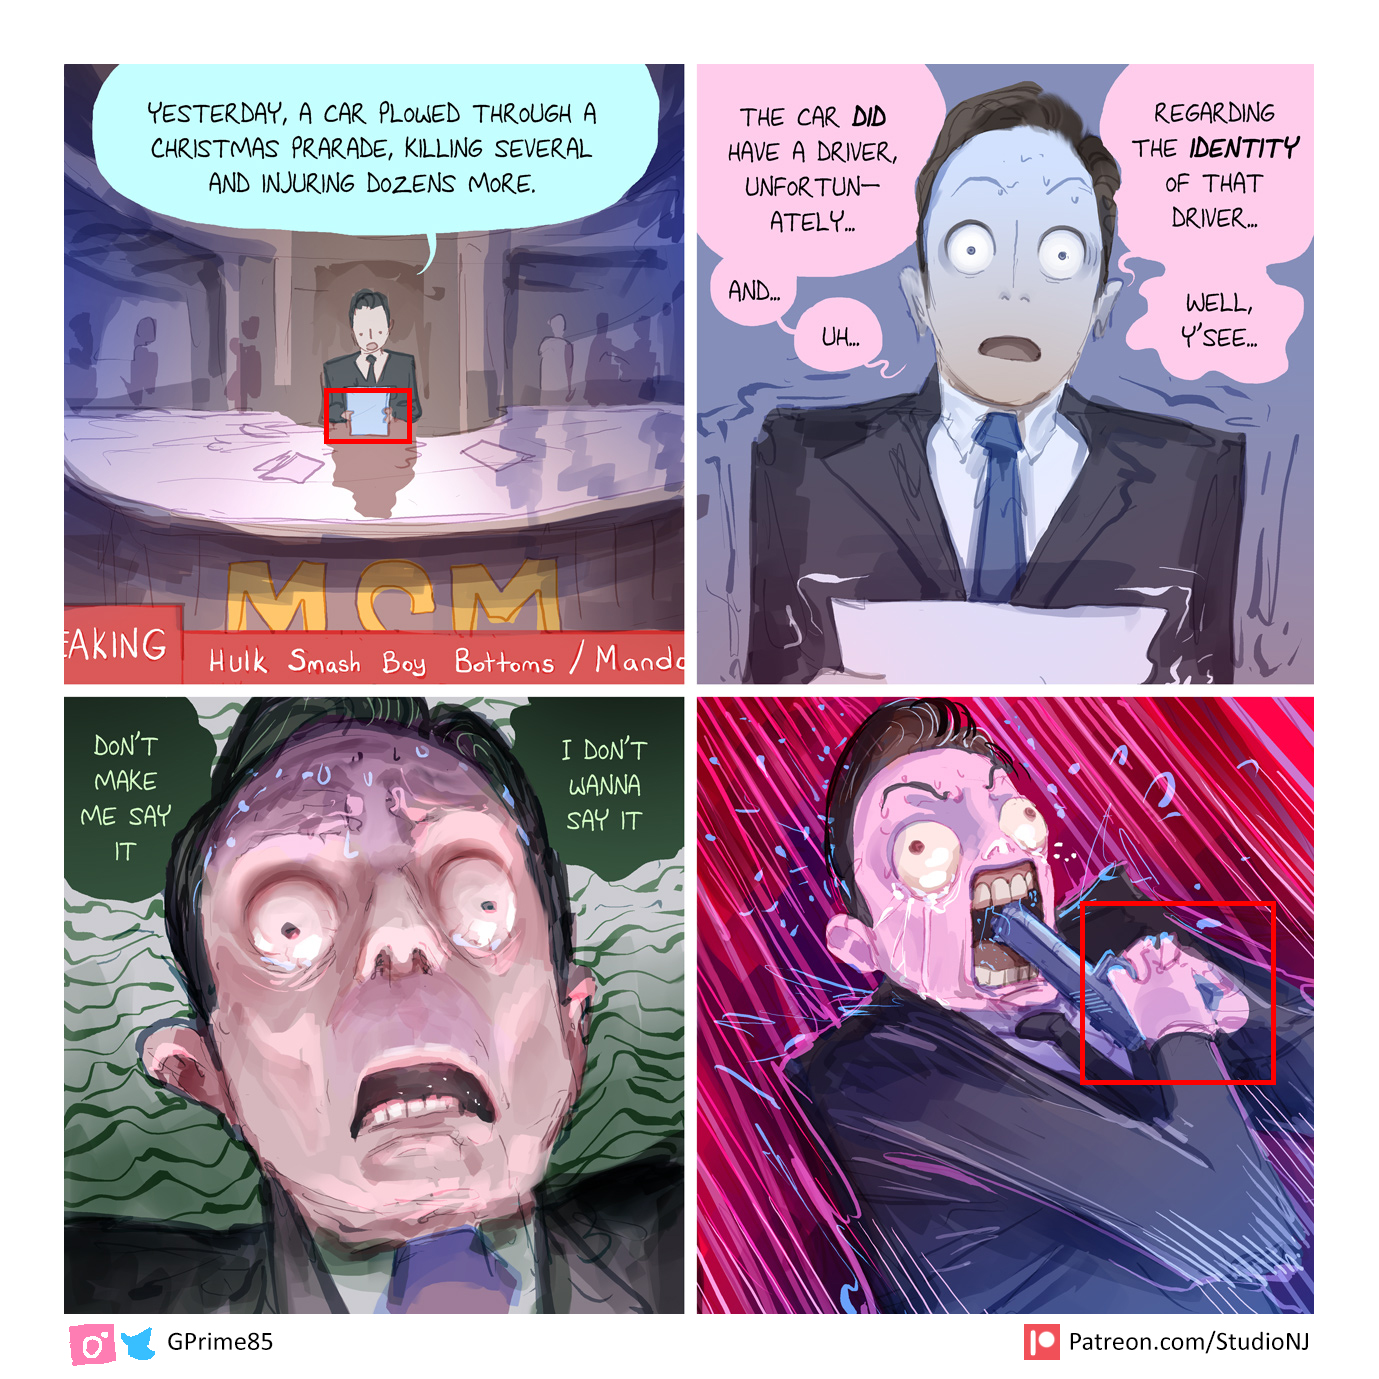 YESTERDAY, A CAR PLOWED THROUGH A
CHRISTMAS PRARADE, KILLING SEVERAL
AND INJURING DOZENS MORE.
MCM
EAKING
Hulk Smash Boy Bottoms / Manda
THE CAR DID
HAVE A DRIVER,
UNFORTUN—
ATELY...
AND...
UH...
REGARDING
THE IDENTITY
OF THAT
DRIVER...
WELL,
Y'SEE...
DON'T
MAKE
ME SAY
IT
I DON'T
WANNA
SAY IT
GPrime85
Patreon.com/StudioNJ